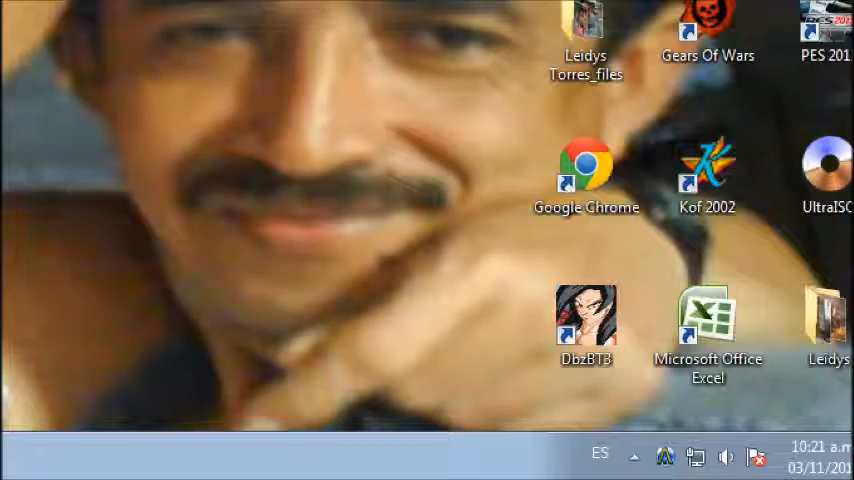 Leidys
Torres_files
Gears Of Wars
PES 201
Google Chrome
Kof 2002
UltraISO
DbzBT3
Microsoft Office
Excel
Leidys
ES
10:21 a.m
03/11/201